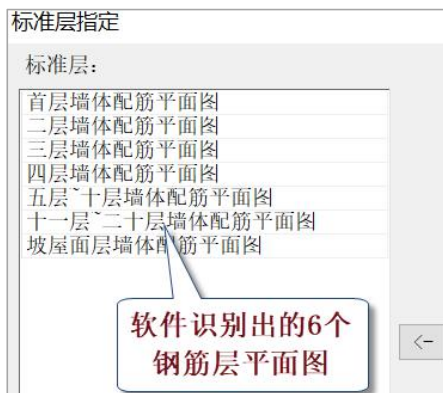 标准层指定
标准层：
首层墙体配筋平面图
二层墙体配筋平面图
三层墙体配筋平面图
四层墙体配筋平面图
五层~十层墙体配筋平面图
十一层~二十层墙体配筋平面图
坡屋面层墙体配筋平面图
软件识别出的6个
钢筋层平面图
<-